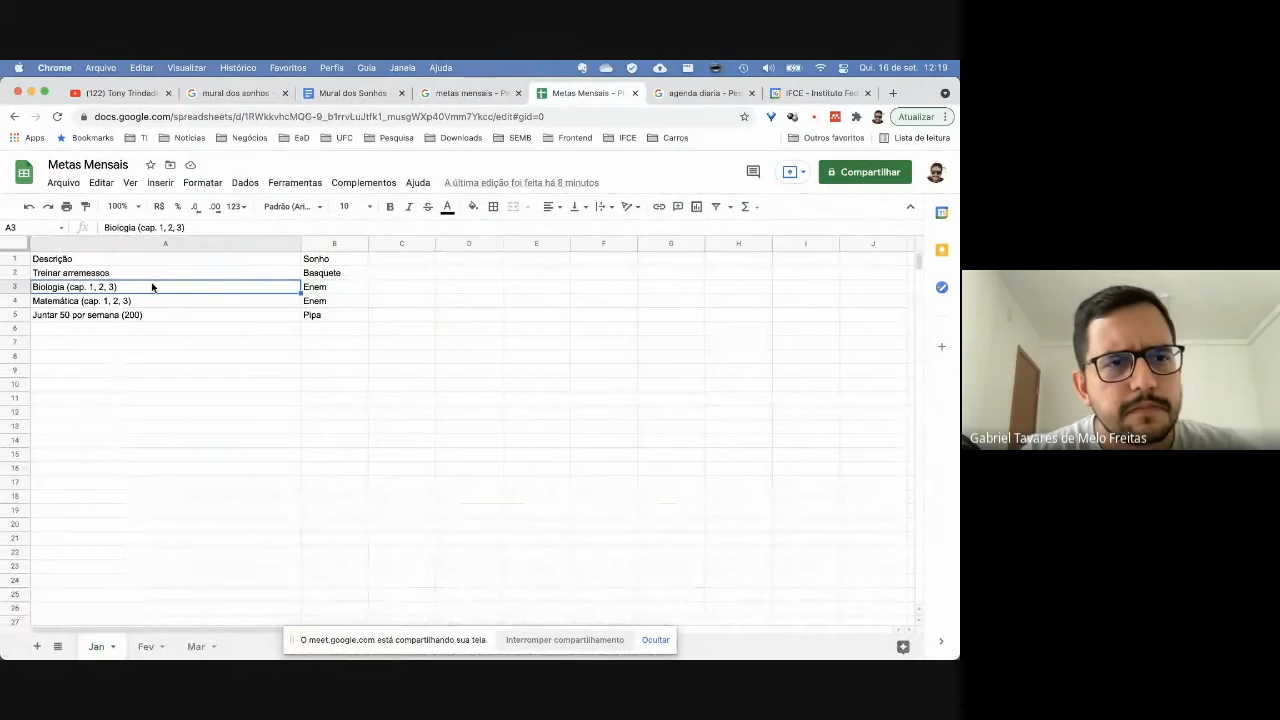 Chrome Arquivo Editar Visualizar Histórico Favoritos Perfis Guia Janela Ajuda Qui. 16 de set. 12:19
(122) Tony Trindad mural dos sonhos Mural dos Sonhos metas mensais - Pe Metas Mensais - Pl agenda diaria - Pes IFCE - Instituto Fed
docs.google.com/spreadsheets/d/1RWkkvhcMQG-9_b1rrvLuJtfk1_musgWXp40Vmm7Ykcc/edit#gid=0 Atualizar
Apps Bookmarks TI Negócios EaD UFC Pesquisa Downloads SEMB Frontend IFCE Carros Outros favoritos Lista de leitura
Metas Mensais
Compartilhar
Arquivo Editar Ver Inserir Formatar Dados Ferramentas Complementos Ajuda A última edição foi feita há 8 minutos
100% R$ % .0 .00 123 Padrão (Ari... 10 B I S A
A3 fx Biologia (cap. 1, 2, 3)
A B C D E F G H I J
1 Descrição Sonho
2 Treinar arremessos Basquete
3 Biologia (cap. 1, 2, 3) Enem
4 Matemática (cap. 1, 2, 3) Enem
5 Juntar 50 por semana (200) Pipa
6
7
8
9
10
11
12
13
14
15
16
17
18
19
20
21
22
23
24
25
26
27
O meet.google.com está compartilhando sua tela. Interromper compartilhamento Ocultar
Jan Fev Mar
Gabriel Tavares de Melo Freitas